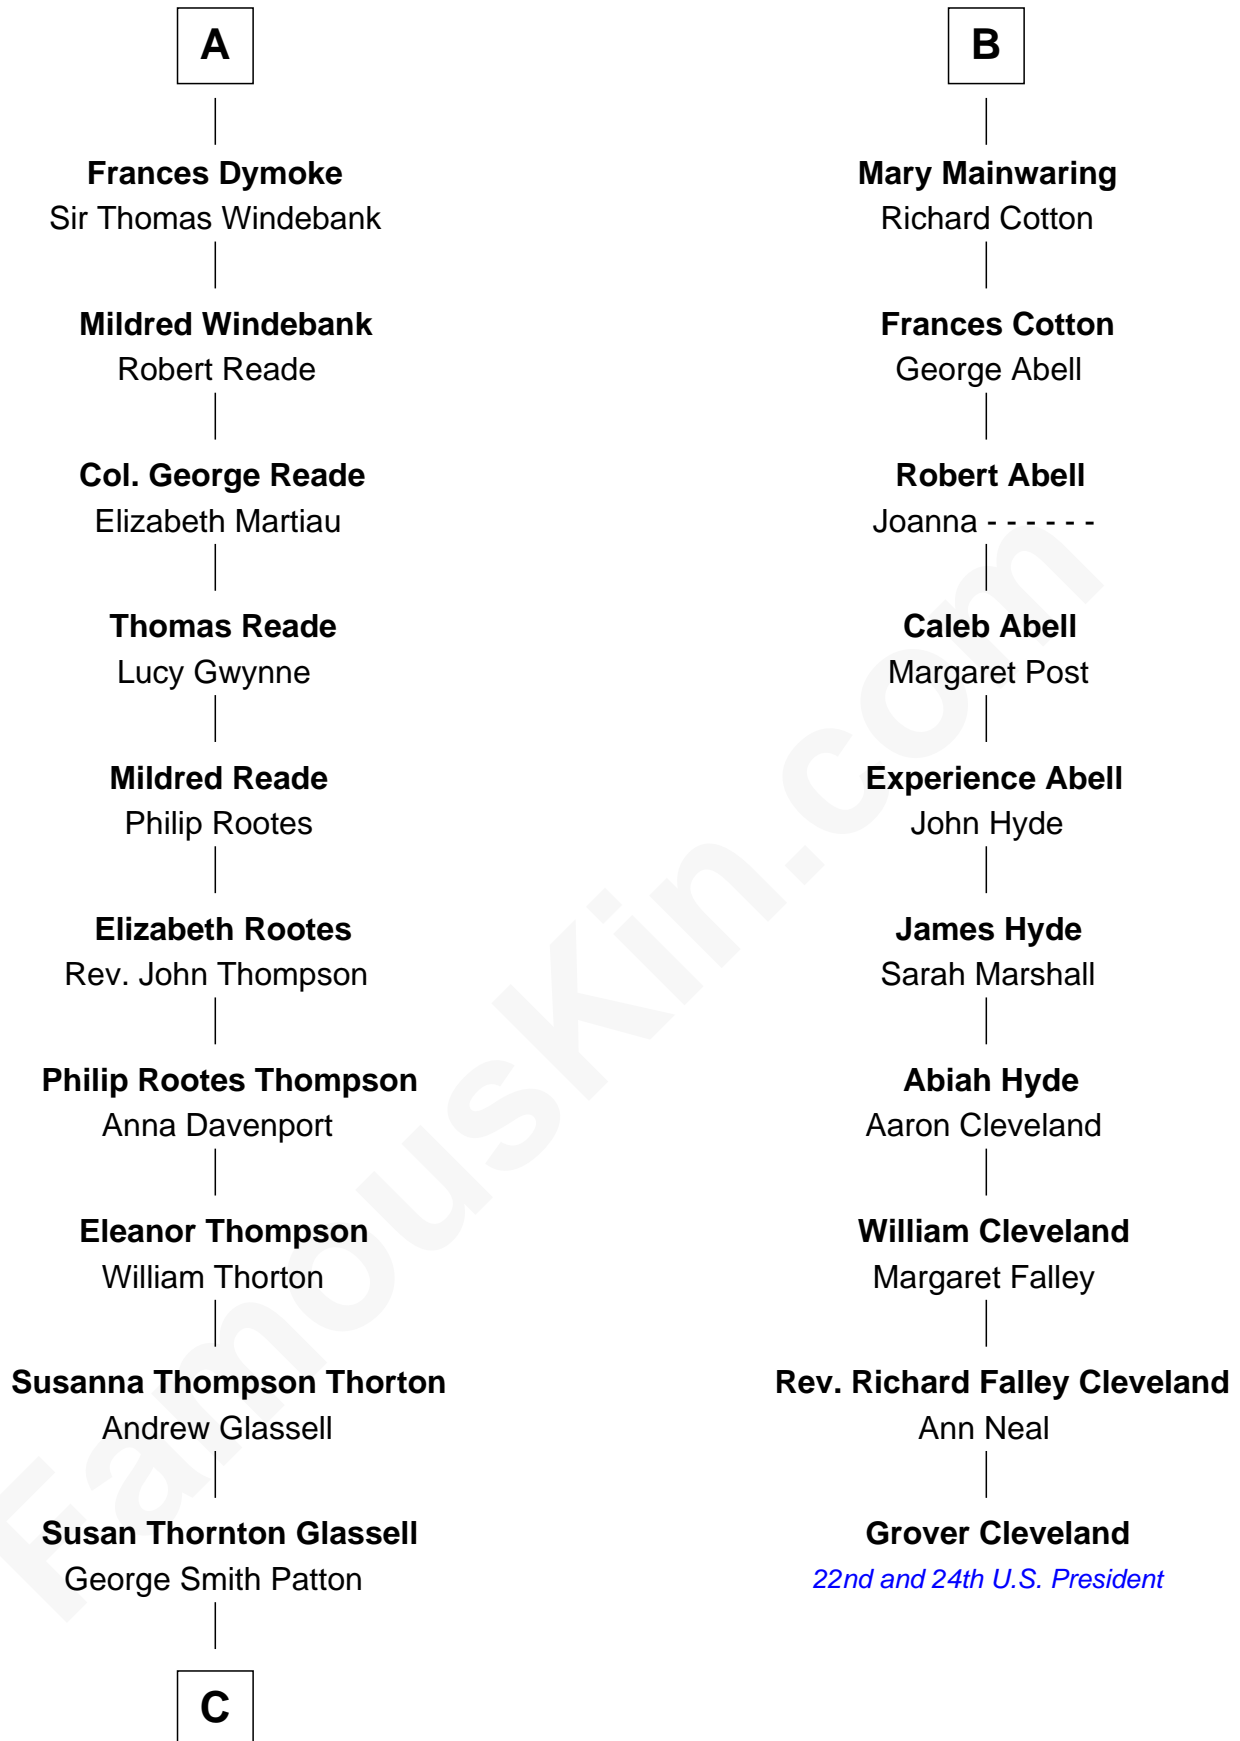 A
Frances Dymoke
Sir Thomas Windebank
Mildred Windebank
Robert Reade
Col. George Reade
Elizabeth Martiau
Thomas Reade
Lucy Gwynne
Mildred Reade
Philip Rootes
Elizabeth Rootes
Rev. John Thompson
Philip Rootes Thompson
Anna Davenport
Eleanor Thompson
William Thorton
Susanna Thompson Thorton
Andrew Glassell
Susan Thornton Glassell
George Smith Patton
C
B
Mary Mainwaring
Richard Cotton
Frances Cotton
George Abell
Robert Abell
Joanna - - - - - -
Caleb Abell
Margaret Post
Experience Abell
John Hyde
James Hyde
Sarah Marshall
Abiah Hyde
Aaron Cleveland
William Cleveland
Margaret Falley
Rev. Richard Falley Cleveland
Ann Neal
Grover Cleveland
22nd and 24th U.S. President
FamousKin.com